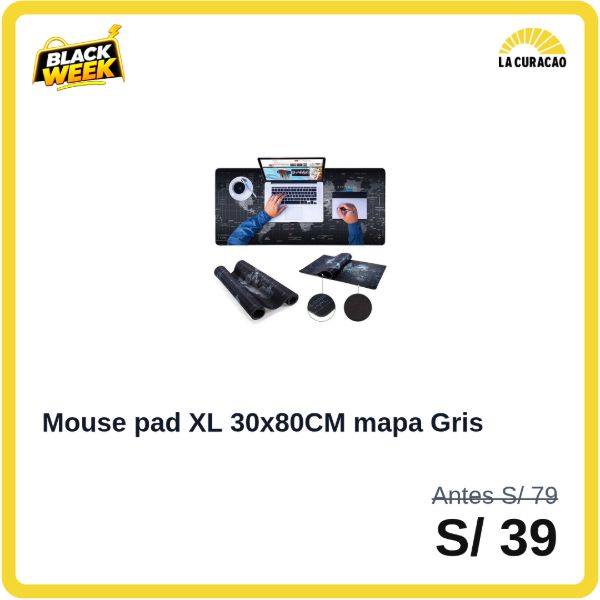 BLACK
WEEK
LA CURACAO
Mouse pad XL 30x80CM mapa Gris
Antes S/ 79
S/ 39